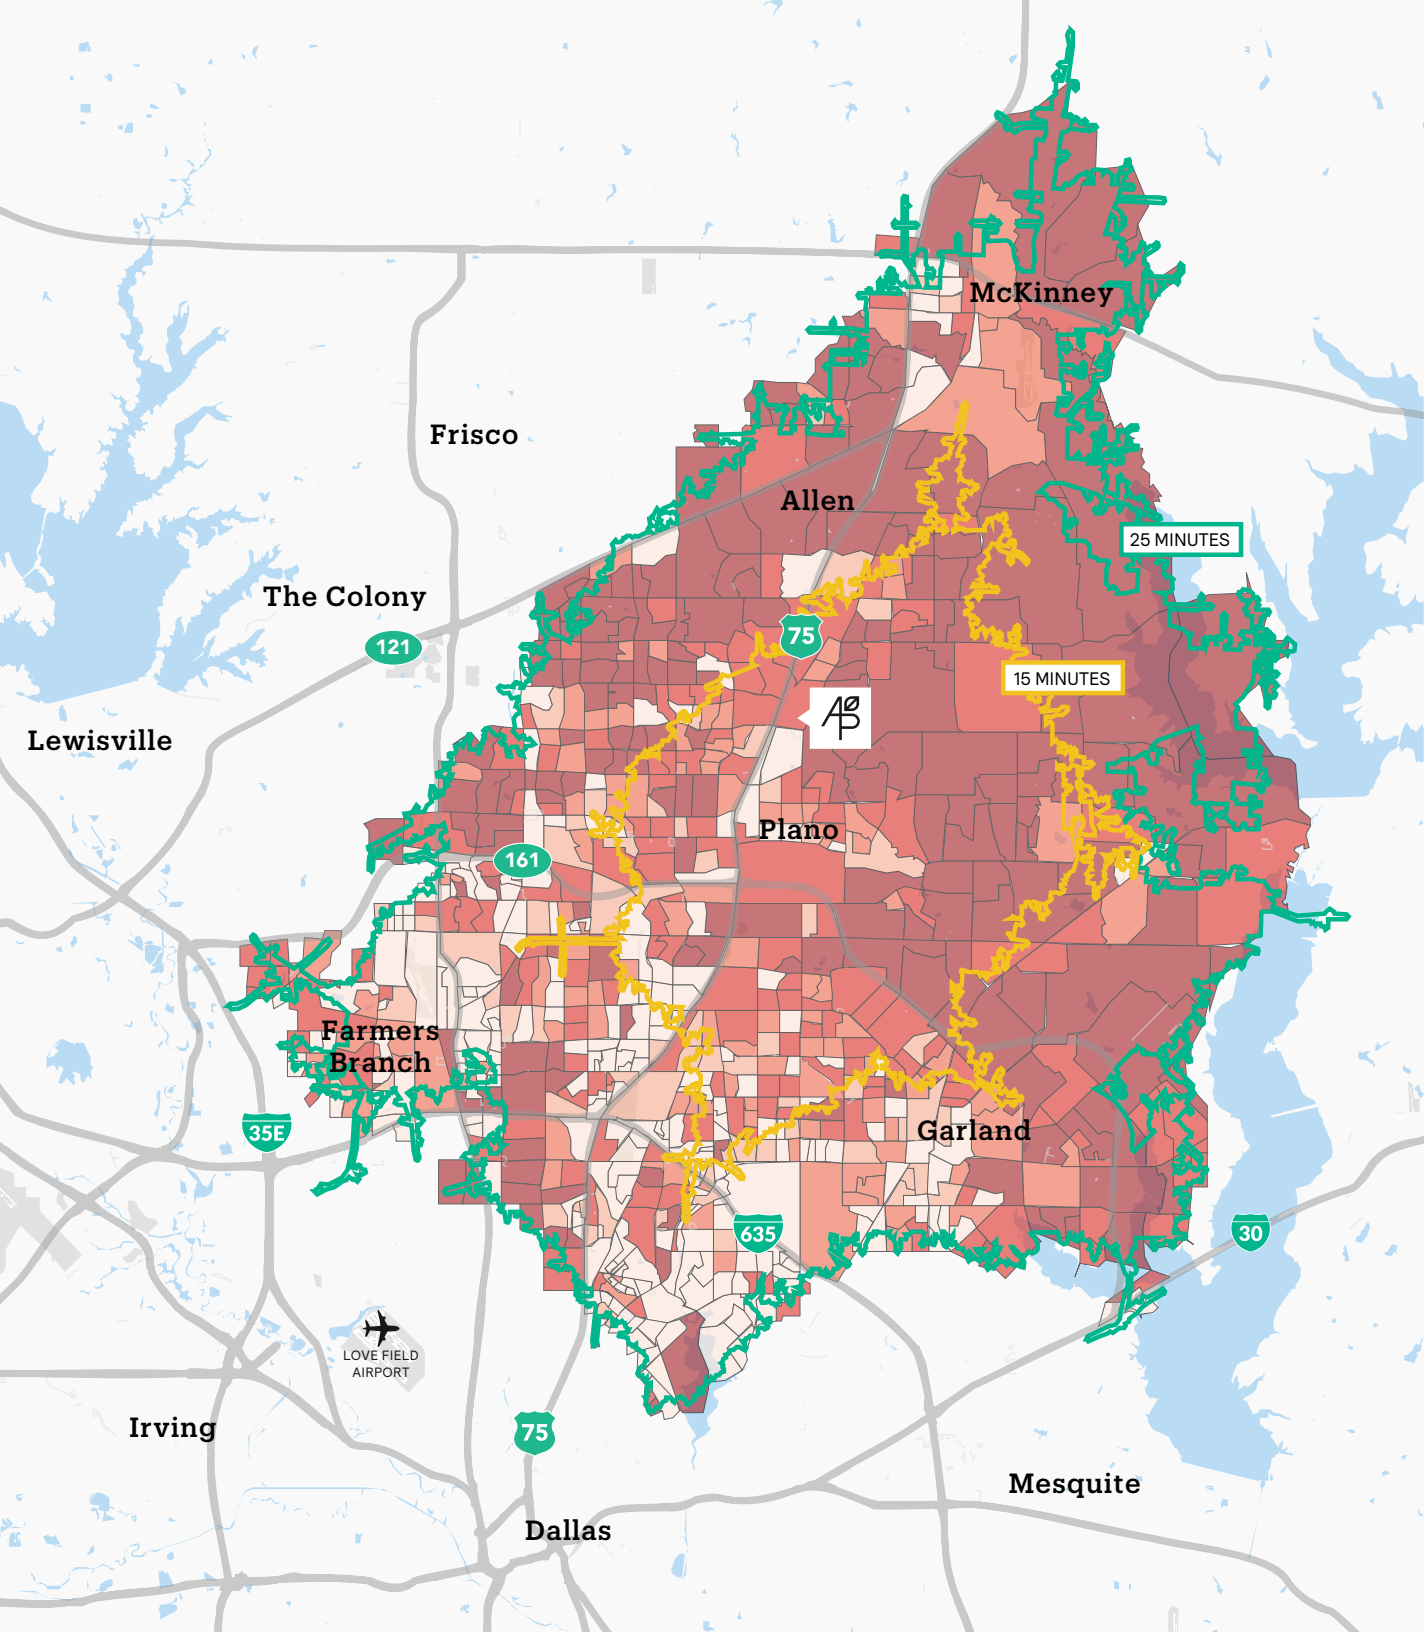 McKinney
Frisco
Allen
25 MINUTES
The Colony
121
75
15 MINUTES
AP
Lewisville
Plano
161
Farmers
Branch
35E
Garland
635
30
LOVE FIELD
AIRPORT
Irving
75
Mesquite
Dallas